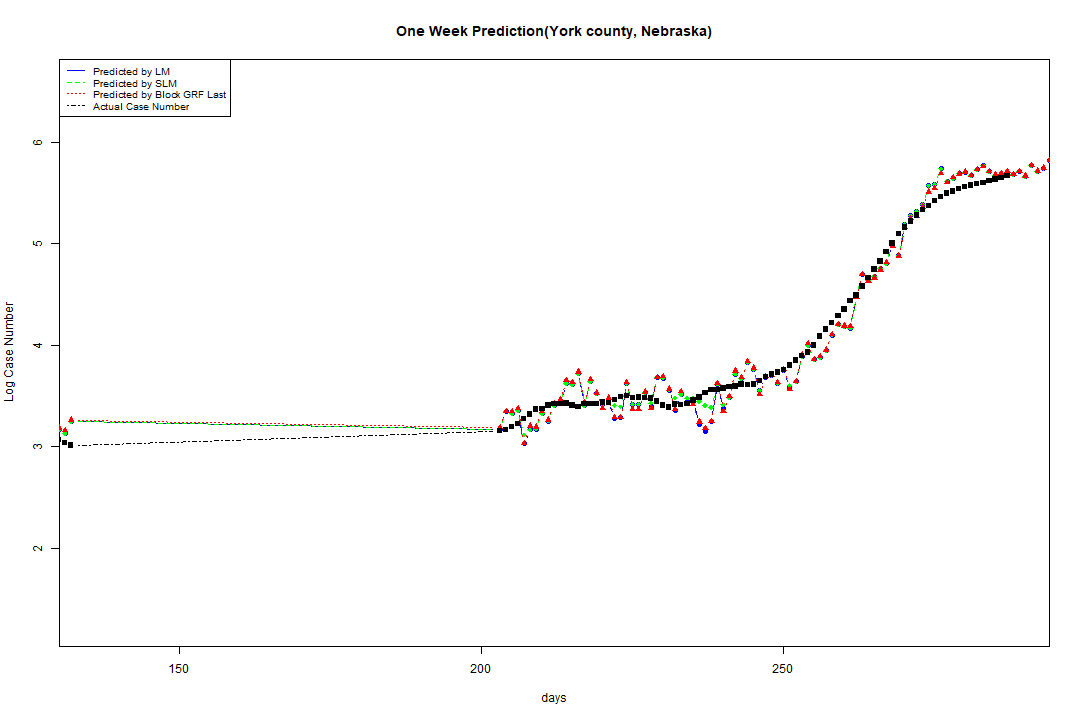 One Week Prediction(York county, Nebraska)
Predicted by LM
Predicted by SLM
Predicted by Block GRF Last
Actual Case Number
6
5
4
3
2
Log Case Number
150
200
250
days